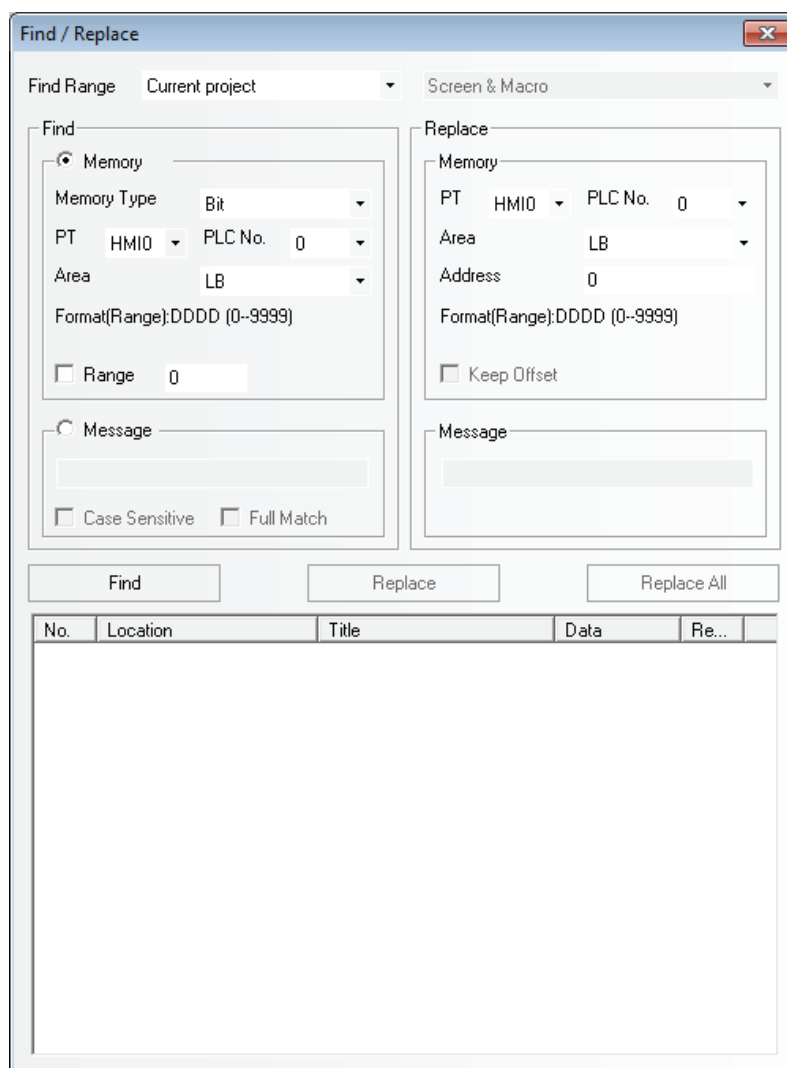 Find / Replace
Find Range Current project Screen & Macro
Find
Memory
Memory Type Bit
PT HMI0 PLC No. 0
Area LB
Format(Range):DDDD (0--9999)
Range 0
Message
Case Sensitive Full Match
Replace
Memory
PT HMI0 PLC No. 0
Area LB
Address 0
Format(Range):DDDD (0--9999)
Keep Offset
Message
Find Replace Replace All
No. Location Title Data Re...